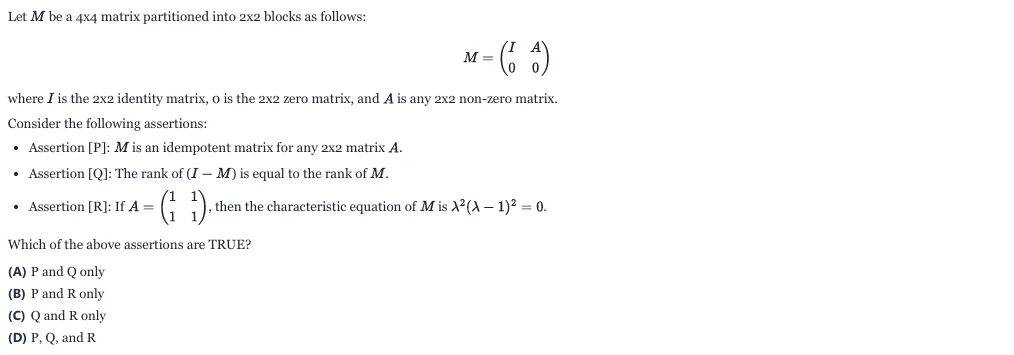 Let M be a 4x4 matrix partitioned into 2x2 blocks as follows:
M = (I A
0 0)
where I is the 2x2 identity matrix, 0 is the 2x2 zero matrix, and A is any 2x2 non-zero matrix.
Consider the following assertions:
• Assertion [P]: M is an idempotent matrix for any 2x2 matrix A.
• Assertion [Q]: The rank of (I − M) is equal to the rank of M.
• Assertion [R]: If A = (1 1
1 1), then the characteristic equation of M is λ²(λ − 1)² = 0.
Which of the above assertions are TRUE?
(A) P and Q only
(B) P and R only
(C) Q and R only
(D) P, Q, and R